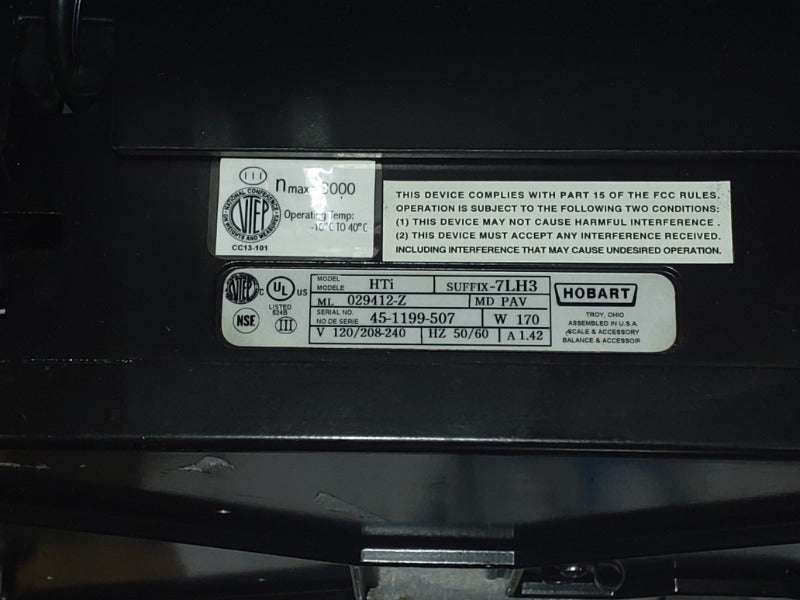 III
n max 3000
NATIONAL CONFERENCE
ON WEIGHTS AND MEASURES
NTEP
Operating Temp:
-10°C TO 40°C
CC13-101
THIS DEVICE COMPLIES WITH PART 15 OF THE FCC RULES.
OPERATION IS SUBJECT TO THE FOLLOWING TWO CONDITIONS:
(1) THIS DEVICE MAY NOT CAUSE HARMFUL INTERFERENCE .
(2) THIS DEVICE MUST ACCEPT ANY INTERFERENCE RECEIVED.
INCLUDING INTERFERENCE THAT MAY CAUSE UNDESIRED OPERATION.
NTEP
C UL US
LISTED
624B
NSF
III
MODEL
MODELE HTi SUFFIX-7LH3
ML 029412-Z MD PAV
SERIAL NO.
NO DE SERIE 45-1199-507 W 170
V 120/208-240 HZ 50/60 A 1.42
HOBART
TROY, OHIO
ASSEMBLED IN U.S.A.
SCALE & ACCESSORY
BALANCE & ACCESSOIR